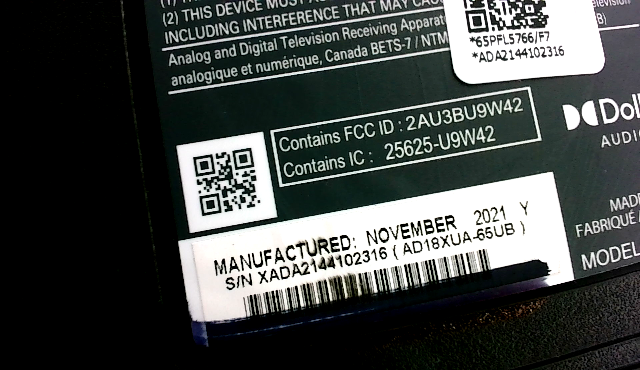 (2) THIS DEVICE MUST
INCLUDING INTERFERENCE THAT MAY
Analog and Digital Television Receiving
analogique et numérique, Canada BETS-7 / NTM
*65PFL5766/F7
*ADA2144102316
Contains FCC ID : 2AU3BU9W42
Contains IC : 25625-U9W42
AUDI
MADE
FABRIQUÉ
MODEL
MANUFACTURED: NOVEMBER 2021 Y
S/N XADA2144102316 ( AD18XUA-65UB )